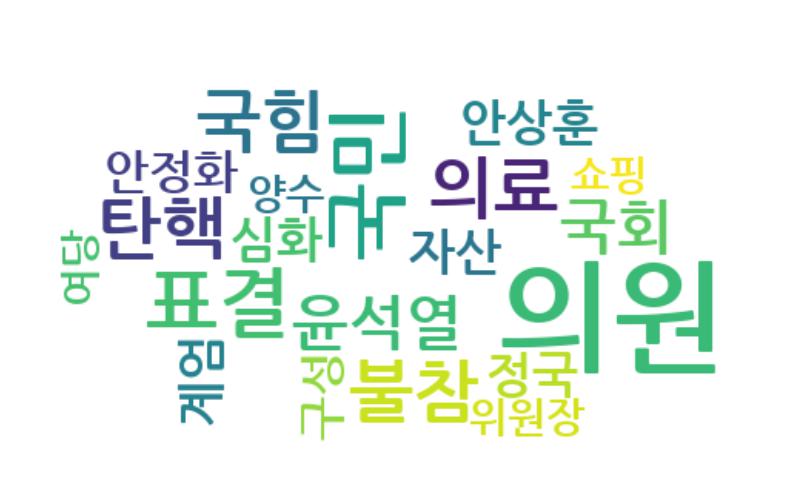 국힘
국민
안상훈
안정화
양수
의료
쇼핑
탄핵
심화
자산
국회
여당
표결
윤석열
의원
계엄
구성
불참
정국
위원장